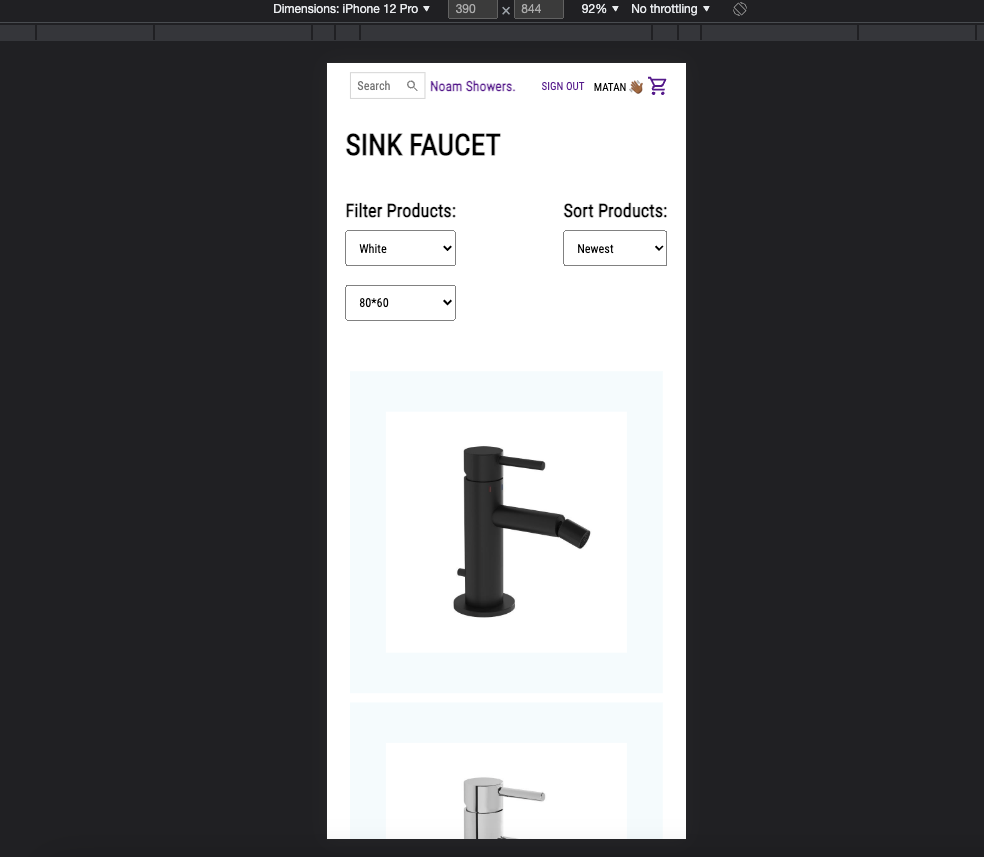 Dimensions: iPhone 12 Pro ▼ 390 × 844 92% ▼ No throttling ▼
Search Noam Showers. SIGN OUT MATAN 👋🏾
SINK FAUCET
Filter Products: Sort Products:
White Newest
80*60